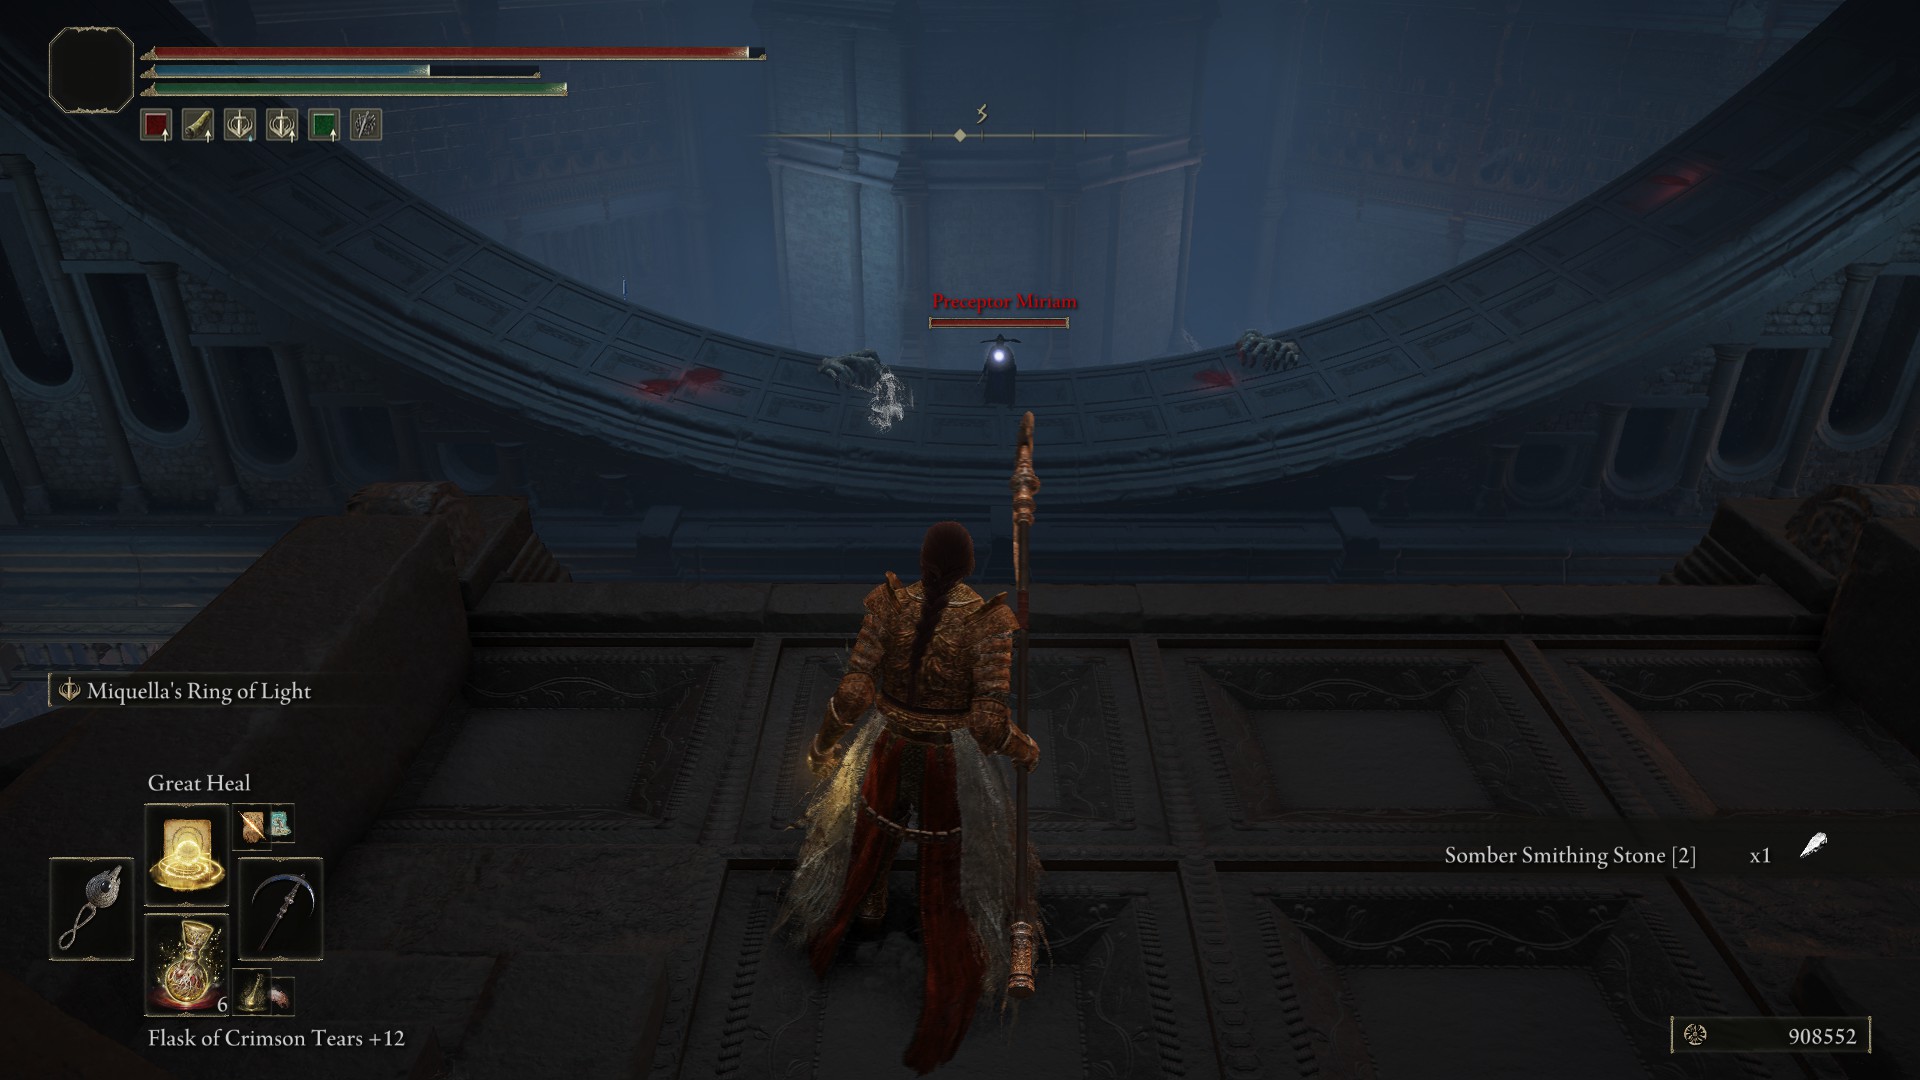 Preceptor Miriam
Miquella's Ring of Light
Great Heal
Somber Smithing Stone [2] x1
6
Flask of Crimson Tears +12
908552